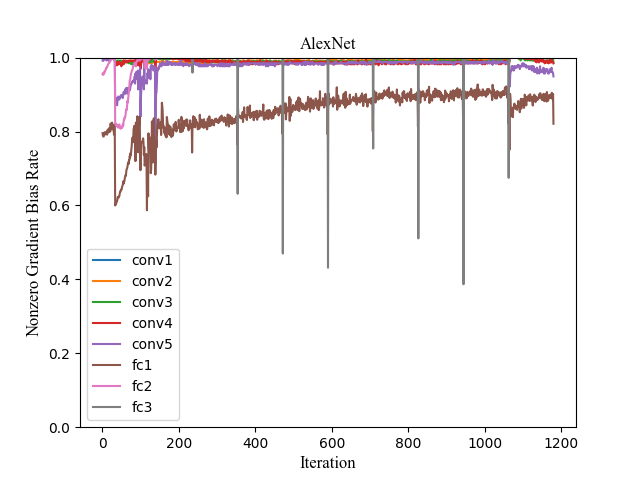 AlexNet
Nonzero Gradient Bias Rate
1.0
0.8
0.6
0.4
0.2
0.0
conv1
conv2
conv3
conv4
conv5
fc1
fc2
fc3
0 200 400 600 800 1000 1200
Iteration